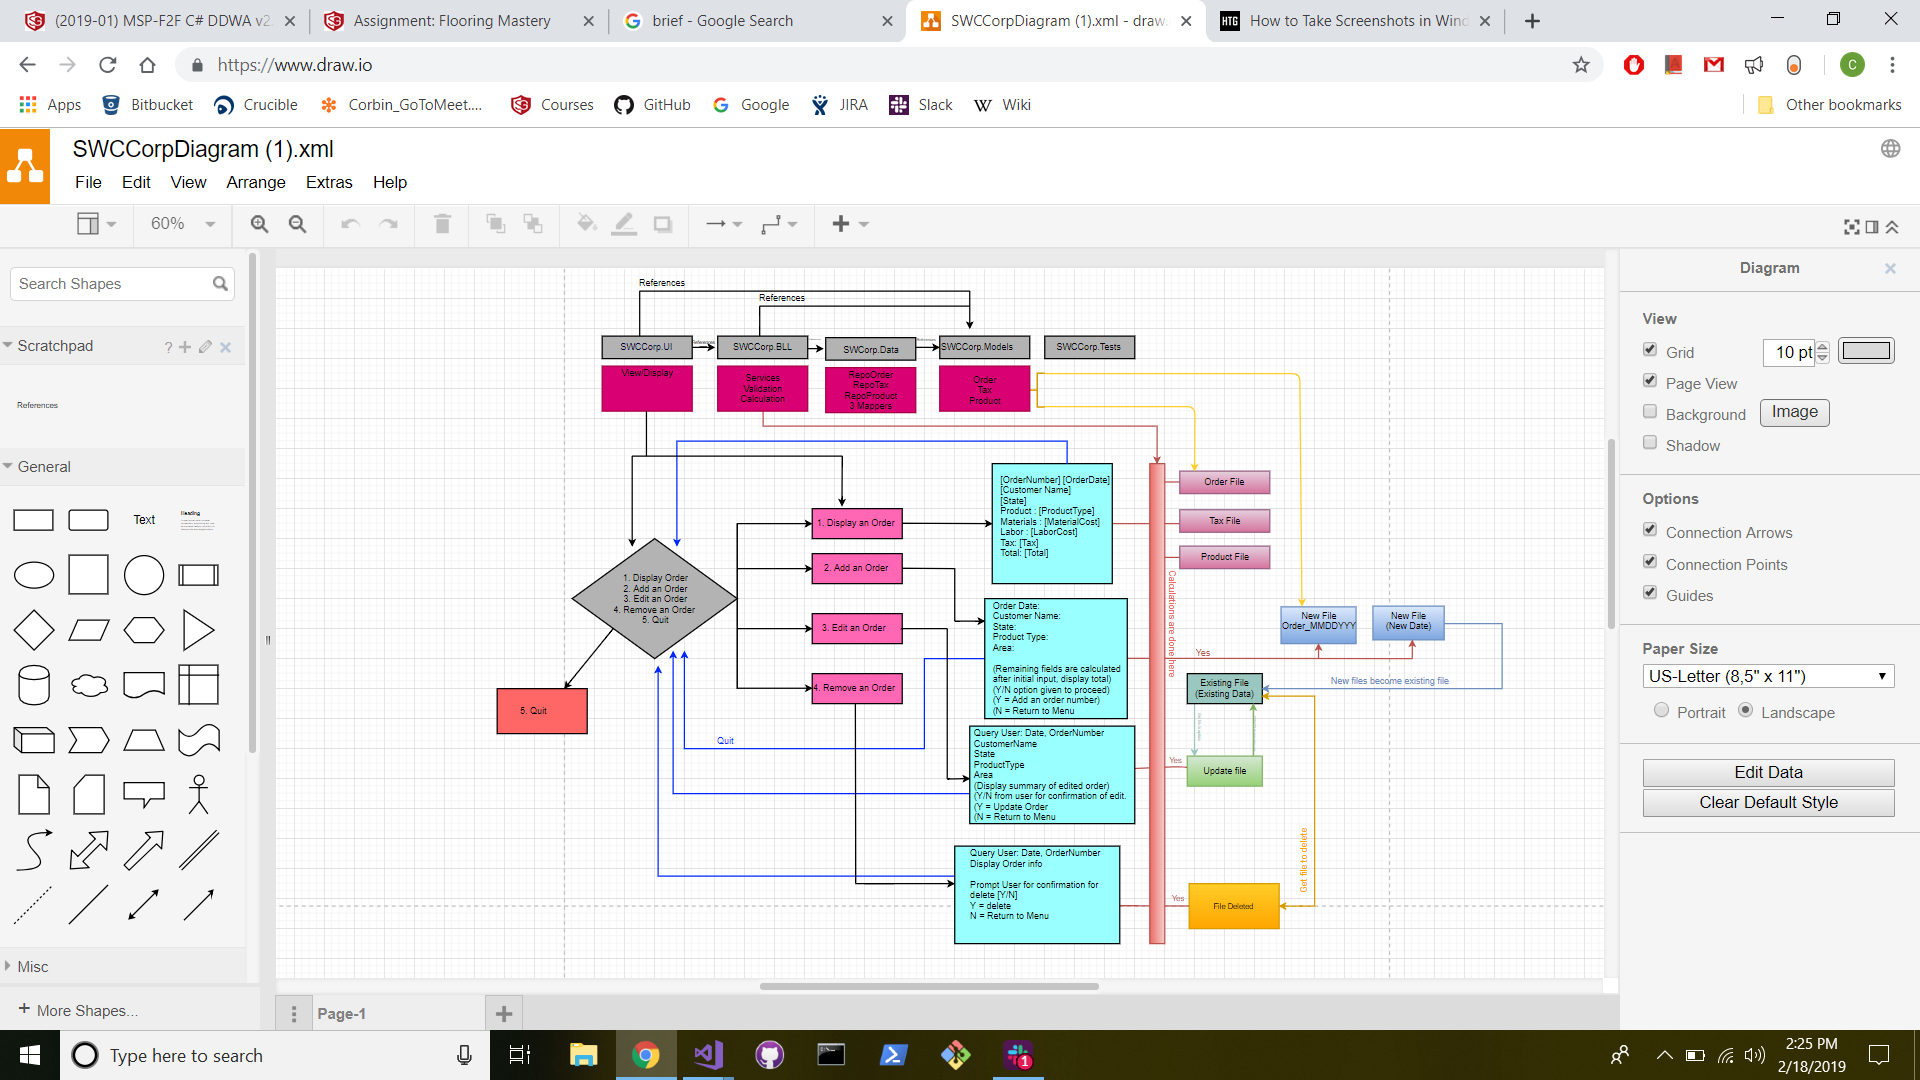 (2019-01) MSP-F2F C# DDWA v2
Assignment: Flooring Mastery
brief - Google Search
SWCCorpDiagram (1).xml - draw.
HTG
How to Take Screenshots in Wind
https://www.draw.io
C
Apps
Bitbucket
Crucible
Corbin_GoToMeet....
Courses
GitHub
Google
JIRA
Slack
Wiki
Other bookmarks
SWCCorpDiagram (1).xml
File
Edit
View
Arrange
Extras
Help
60%
Search Shapes
Scratchpad
?
References
General
Text
Heading
Misc
+ More Shapes...
References
References
SWCCorp.UI
References
SWCCorp.BLL
SWCorp.Data
SWCCorp.Models
SWCCorp.Tests
View/Display
Services
Validation
Calculation
RepoOrder
RepoTax
RepoProduct
3 Mappers
Order
Tax
Product
1. Display Order
2. Add an Order
3. Edit an Order
4. Remove an Order
5. Quit
5. Quit
1. Display an Order
2. Add an Order
3. Edit an Order
4. Remove an Order
Quit
[OrderNumber] [OrderDate]
[Customer Name]
[State]
Product : [ProductType]
Materials : [MaterialCost]
Labor : [LaborCost]
Tax: [Tax]
Total: [Total]
Order Date:
Customer Name:
State:
Product Type:
Area:
(Remaining fields are calculated
after initial input, display total)
(Y/N option given to proceed)
(Y = Add an order number)
(N = Return to Menu
Query User: Date, OrderNumber
CustomerName
State
ProductType
Area
(Display summary of edited order)
(Y/N from user for confirmation of edit.
(Y = Update Order
(N = Return to Menu
Query User: Date, OrderNumber
Display Order info
Prompt User for confirmation for
delete [Y/N]
Y = delete
N = Return to Menu
Calculations are done here
Order File
Tax File
Product File
Yes
New File
Order_MMDDYYY
New File
(New Date)
New files become existing file
Existing File
(Existing Data)
Yes
Update file
Get file to delete
Yes
File Deleted
Page-1
Diagram
View
Grid
10 pt
Page View
Background
Image
Shadow
Options
Connection Arrows
Connection Points
Guides
Paper Size
US-Letter (8,5" x 11")
Portrait
Landscape
Edit Data
Clear Default Style
Type here to search
1
2:25 PM
2/18/2019